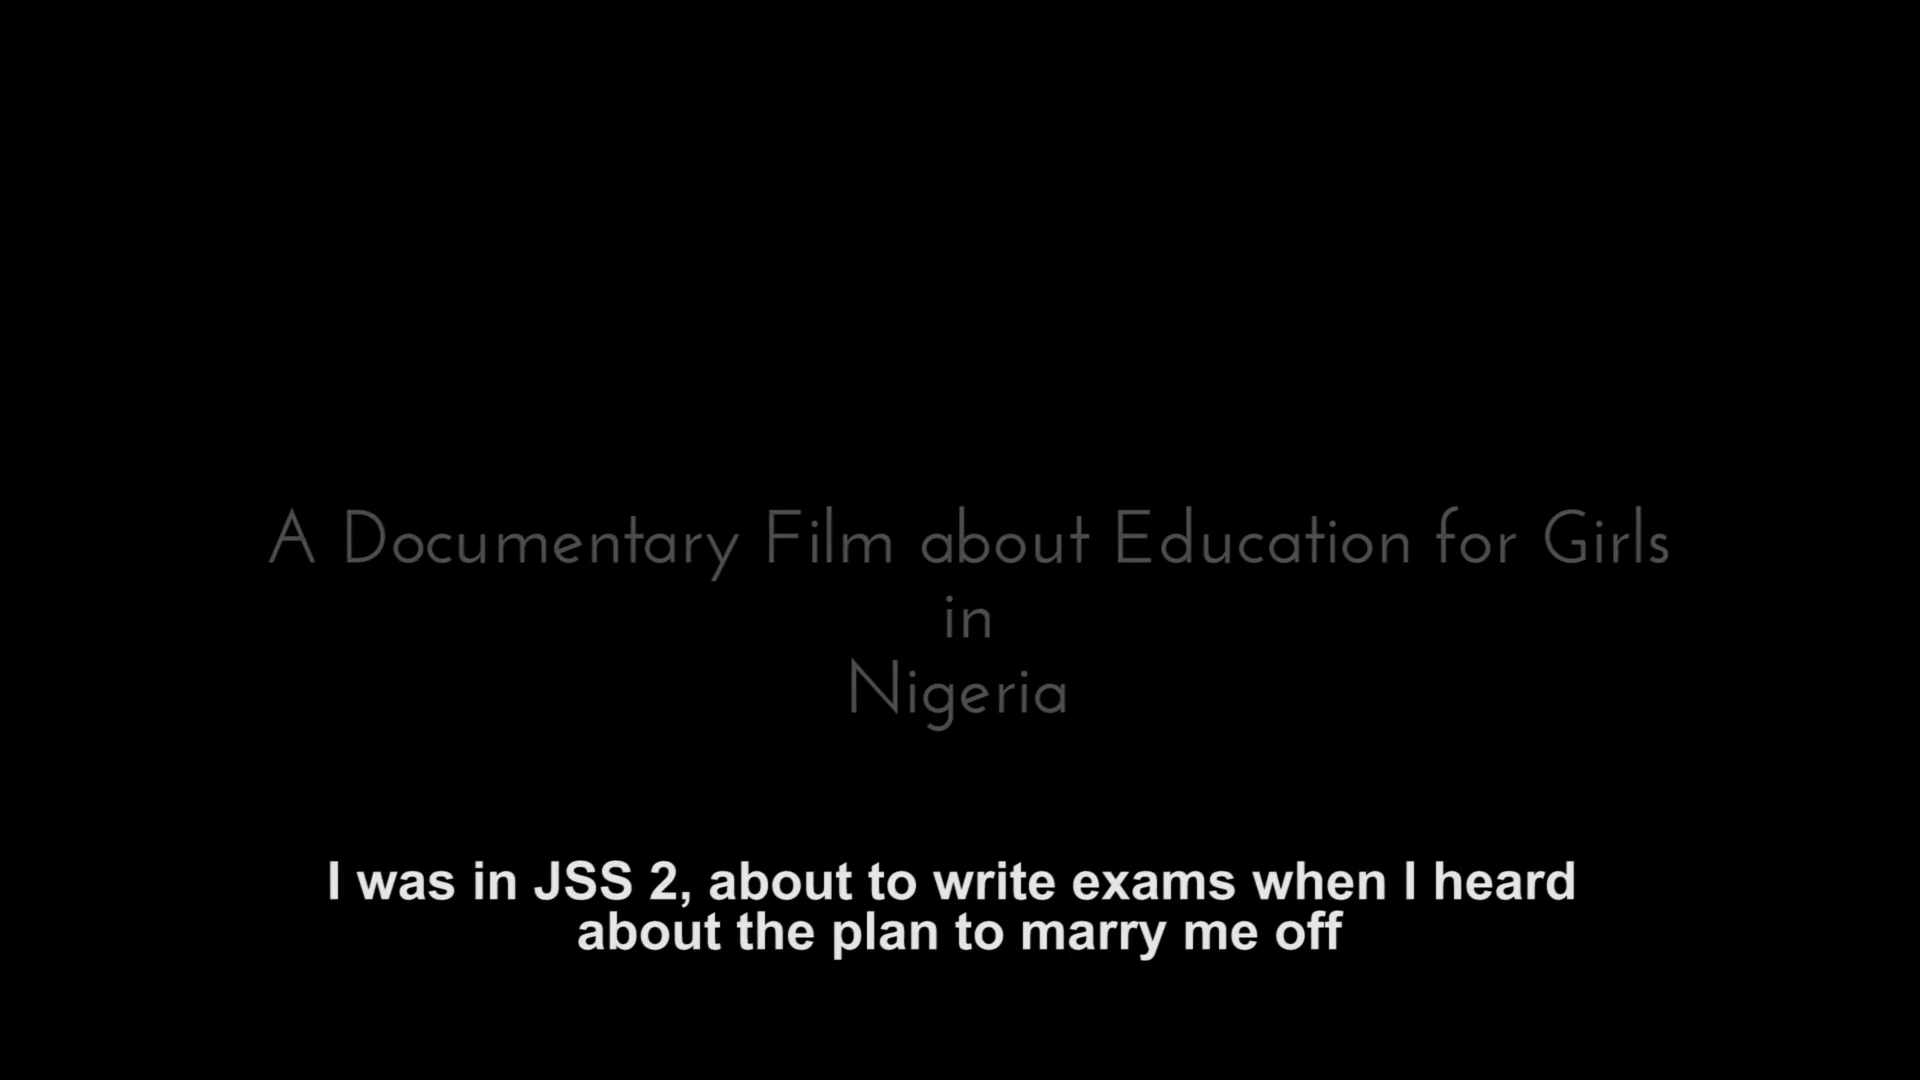 A Documentary Film about Education for Girls
in
Nigeria
I was in JSS 2, about to write exams when I heard
about the plan to marry me off